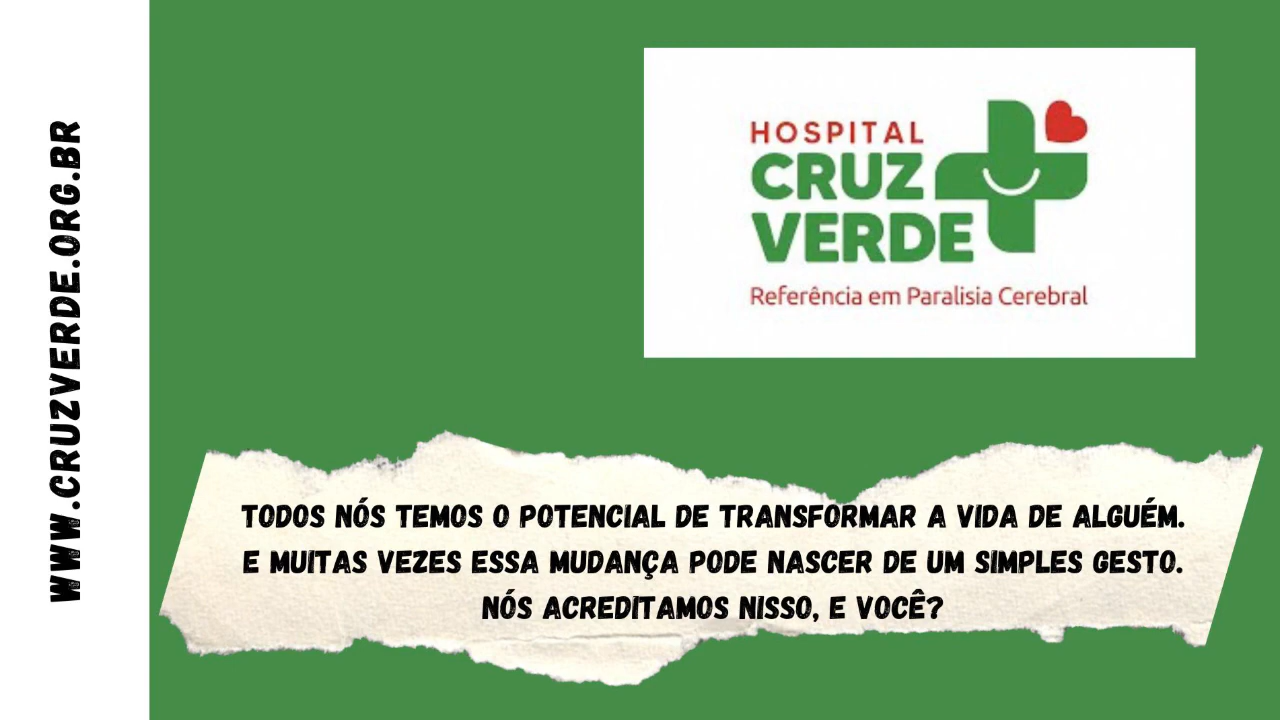 WWW.CRUZVERDE.ORG.BR
HOSPITAL
CRUZ
VERDE
Referência em Paralisia Cerebral
TODOS NÓS TEMOS O POTENCIAL DE TRANSFORMAR A VIDA DE ALGUÉM.
E MUITAS VEZES ESSA MUDANÇA PODE NASCER DE UM SIMPLES GESTO.
NÓS ACREDITAMOS NISSO, E VOCÊ?